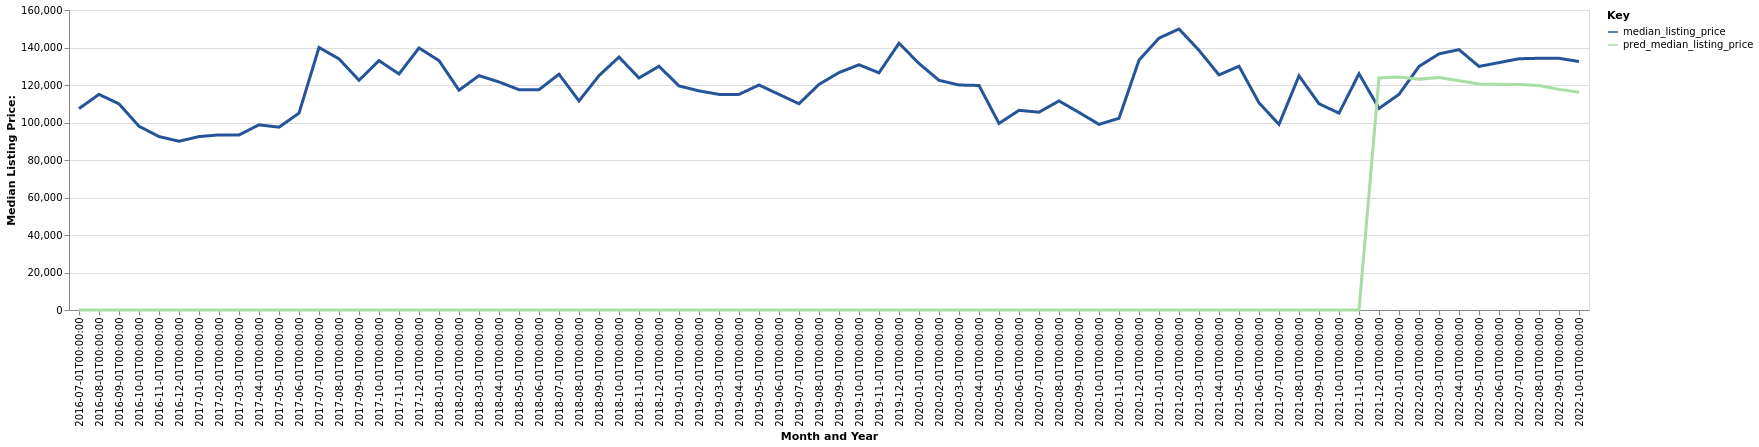 160,000
140,000
120,000
100,000
80,000
60,000
40,000
20,000
0
Median Listing Price:
2016-07-01T00:00:00
2016-08-01T00:00:00
2016-09-01T00:00:00
2016-10-01T00:00:00
2016-11-01T00:00:00
2016-12-01T00:00:00
2017-01-01T00:00:00
2017-02-01T00:00:00
2017-03-01T00:00:00
2017-04-01T00:00:00
2017-05-01T00:00:00
2017-06-01T00:00:00
2017-07-01T00:00:00
2017-08-01T00:00:00
2017-09-01T00:00:00
2017-10-01T00:00:00
2017-11-01T00:00:00
2017-12-01T00:00:00
2018-01-01T00:00:00
2018-02-01T00:00:00
2018-03-01T00:00:00
2018-04-01T00:00:00
2018-05-01T00:00:00
2018-06-01T00:00:00
2018-07-01T00:00:00
2018-08-01T00:00:00
2018-09-01T00:00:00
2018-10-01T00:00:00
2018-11-01T00:00:00
2018-12-01T00:00:00
2019-01-01T00:00:00
2019-02-01T00:00:00
2019-03-01T00:00:00
2019-04-01T00:00:00
2019-05-01T00:00:00
2019-06-01T00:00:00
2019-07-01T00:00:00
2019-08-01T00:00:00
2019-09-01T00:00:00
2019-10-01T00:00:00
2019-11-01T00:00:00
2019-12-01T00:00:00
2020-01-01T00:00:00
2020-02-01T00:00:00
2020-03-01T00:00:00
2020-04-01T00:00:00
2020-05-01T00:00:00
2020-06-01T00:00:00
2020-07-01T00:00:00
2020-08-01T00:00:00
2020-09-01T00:00:00
2020-10-01T00:00:00
2020-11-01T00:00:00
2020-12-01T00:00:00
2021-01-01T00:00:00
2021-02-01T00:00:00
2021-03-01T00:00:00
2021-04-01T00:00:00
2021-05-01T00:00:00
2021-06-01T00:00:00
2021-07-01T00:00:00
2021-08-01T00:00:00
2021-09-01T00:00:00
2021-10-01T00:00:00
2021-11-01T00:00:00
2021-12-01T00:00:00
2022-01-01T00:00:00
2022-02-01T00:00:00
2022-03-01T00:00:00
2022-04-01T00:00:00
2022-05-01T00:00:00
2022-06-01T00:00:00
2022-07-01T00:00:00
2022-08-01T00:00:00
2022-09-01T00:00:00
2022-10-01T00:00:00
Month and Year
Key
median_listing_price
pred_median_listing_price